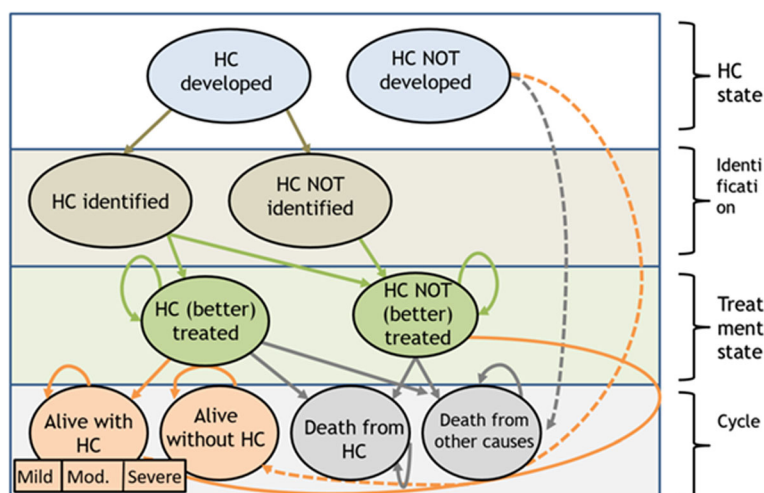 HC
developed
HC NOT
developed
HC
state
HC identified
HC NOT
identified
Identi
ficati
on
HC (better)
treated
HC NOT
(better)
treated
Treat
ment
state
Alive with
HC
Alive
without HC
Death from
HC
Death from
other causes
Cycle
Mild Mod. Severe